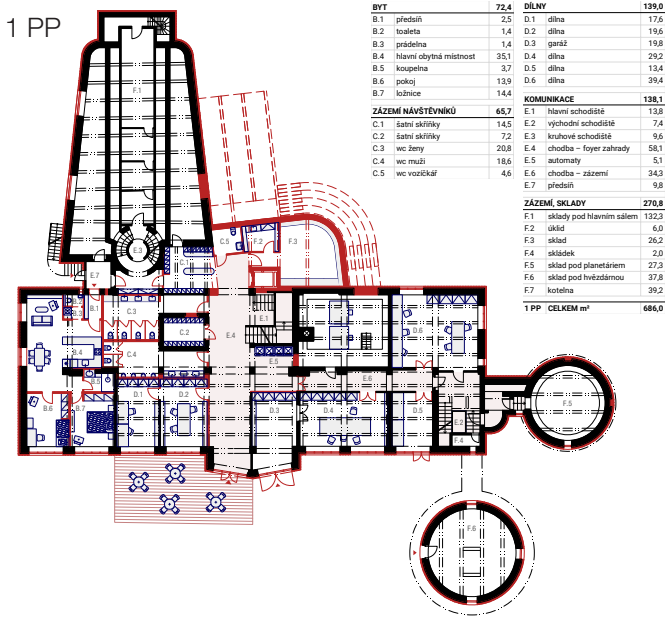 1 PP
BYT 72,4
B.1 předsíň 2,5
B.2 toaleta 1,4
B.3 prádelna 1,4
B.4 hlavní obytná místnost 35,1
B.5 koupelna 3,7
B.6 pokoj 13,9
B.7 ložnice 14,4
ZÁZEMÍ NÁVŠTĚVNÍKŮ 65,7
C.1 šatní skříňky 14,5
C.2 šatní skříňky 7,2
C.3 wc ženy 20,8
C.4 wc muži 18,6
C.5 wc vozíčkář 4,6
DÍLNY 139,0
D.1 dílna 17,6
D.2 dílna 19,6
D.3 garáž 19,8
D.4 dílna 29,2
D.5 dílna 13,4
D.6 dílna 39,4
KOMUNIKACE 138,1
E.1 hlavní schodiště 13,8
E.2 východní schodiště 7,4
E.3 kruhové schodiště 9,6
E.4 chodba – foyer zahrady 58,1
E.5 automaty 5,1
E.6 chodba – zázemí 34,3
E.7 předsíň 9,8
ZÁZEMÍ, SKLADY 270,8
F.1 sklady pod hlavním sálem 132,3
F.2 úklid 6,0
F.3 sklad 26,2
F.4 skládek 2,0
F.5 sklad pod planetáriem 27,3
F.6 sklad pod hvězdárnou 37,8
F.7 kotelna 39,2
1 PP CELKEM m² 686,0
F.1
C.5
F.2
F.3
E.3
C.1
E.7
B.2
B.3
B.1
C.3
E.1
C.2
E.4
D.6
B.4
C.4
E.5
B.5
E.6
B.6
B.7
D.1
D.2
D.3
D.4
D.5
E.2
F.4
F.5
F.6